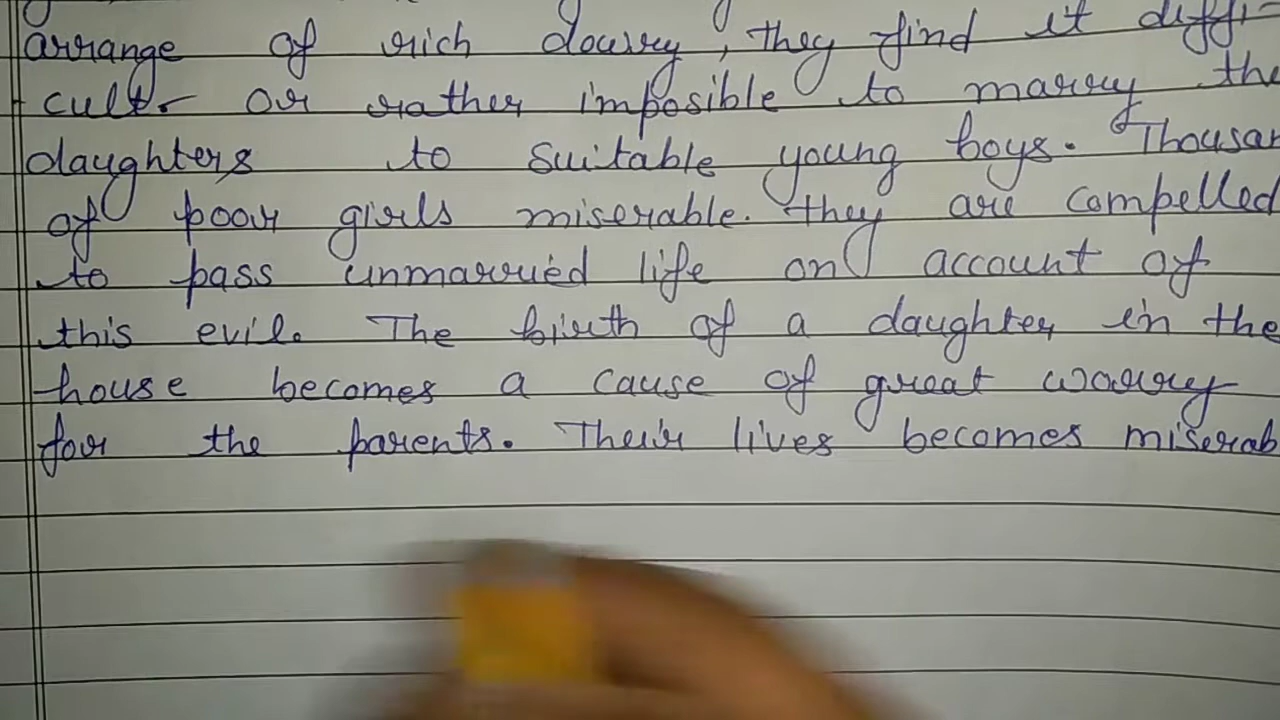 arrange of rich dowry, they find it diffi-
cult or rather imposible to marry the
daughters to suitable young boys. Thousan
of poor girls miserable. they are compelled
to pass unmarried life on account of
this evil. The birth of a daughter in the
house becomes a cause of great worry
for the parents. Their lives becomes miserab